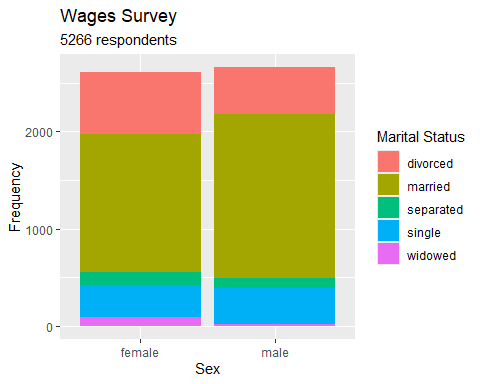 Wages Survey
5266 respondents
Frequency
2000
1000
0
female male
Sex
Marital Status
divorced
married
separated
single
widowed